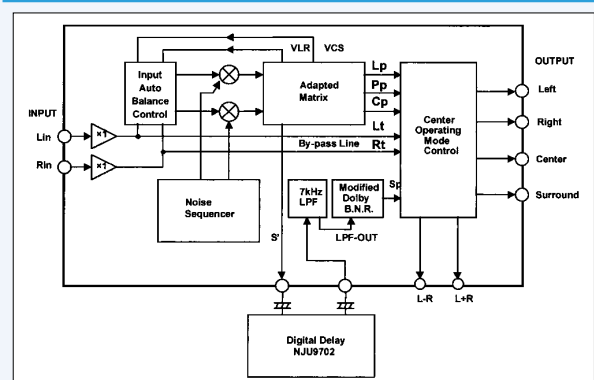 VLR VCS
OUTPUT
INPUT
Lin
Rin
×1
×1
Input
Auto
Balance
Control
Adapted
Matrix
Lp
Pp
Cp
Lt
Rt
By-pass Line
Center
Operating
Mode
Control
Left
Right
Center
Surround
Noise
Sequencer
7kHz
LPF
Modified
Dolby
B.N.R.
Sp
LPF-OUT
S'
L-R
L+R
Digital Delay
NJU9702